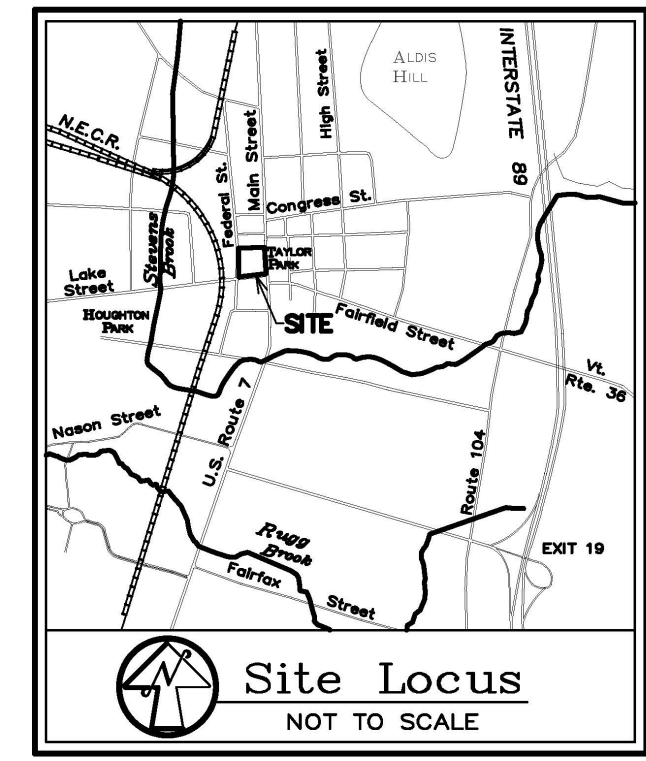 ALDIS
HILL
INTERSTATE 89
High Street
Main Street
N.E.C.R.
Federal St.
Congress St.
Stevens
Brook
TAYLOR
PARK
Lake
Street
HOUGHTON
PARK
SITE
Fairfield Street
Vt.
Rte. 36
U.S. Route 7
Nason Street
Route 104
Rugg
Brook
EXIT 19
Fairfax Street
N
Site Locus
NOT TO SCALE